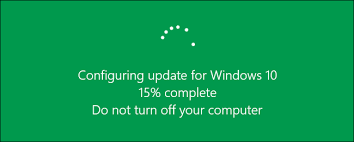 Configuring update for Windows 10
15% complete
Do not turn off your computer